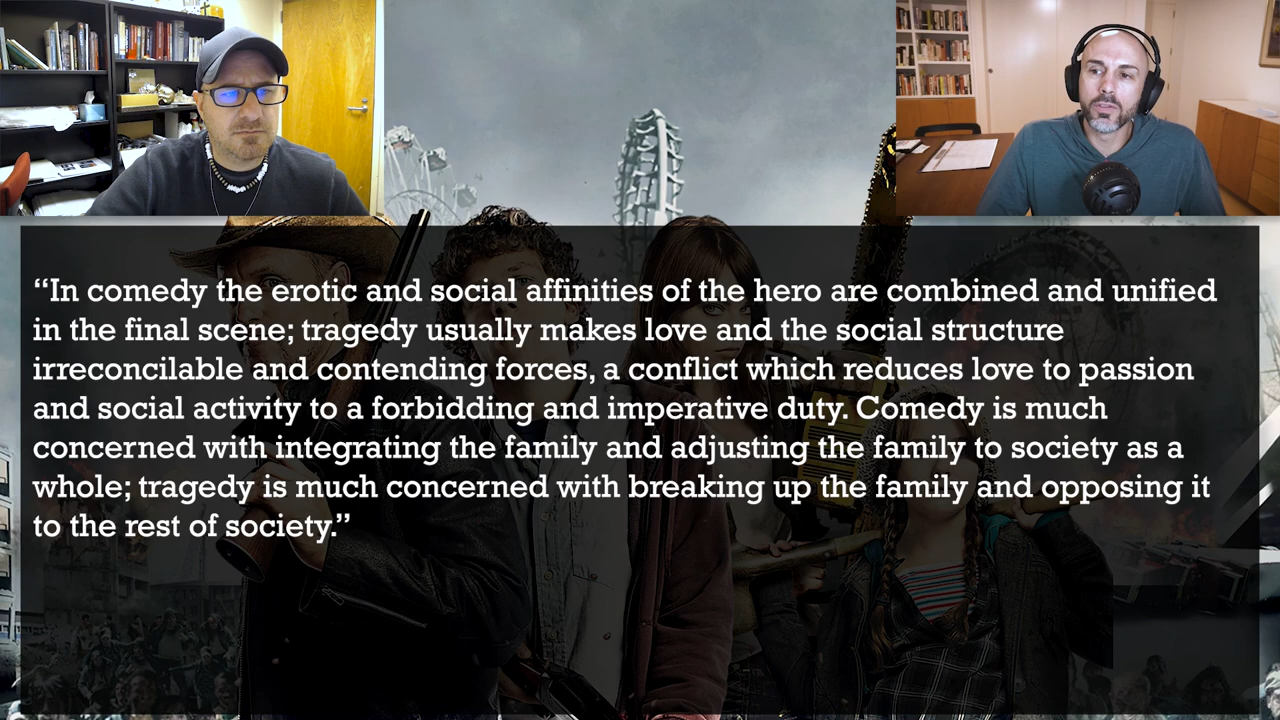 “In comedy the erotic and social affinities of the hero are combined and unified
in the final scene; tragedy usually makes love and the social structure
irreconcilable and contending forces, a conflict which reduces love to passion
and social activity to a forbidding and imperative duty. Comedy is much
concerned with integrating the family and adjusting the family to society as a
whole; tragedy is much concerned with breaking up the family and opposing it
to the rest of society.”